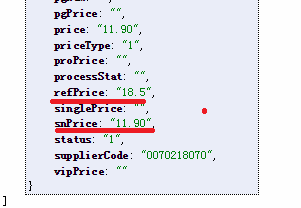 pgPrice: "",
price: "11.90",
priceType: "1",
proPrice: "",
processStat: "",
refPrice: "18.5",
singlePrice: "",
snPrice: "11.90",
status: "1",
supplierCode: "0070218070",
vipPrice: ""
}
]